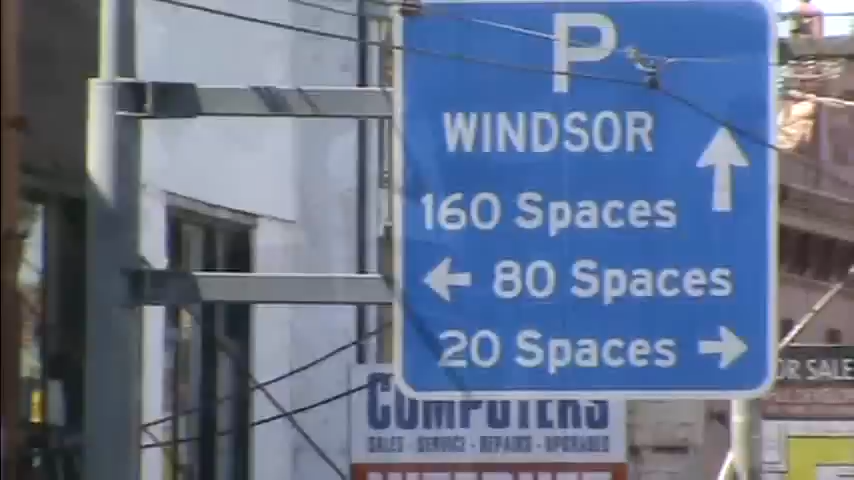 P
WINDSOR
160 Spaces
80 Spaces
20 Spaces
COMPUTERS
SALES - SERVICE - REPAIRS - UPGRADES
OR SALE